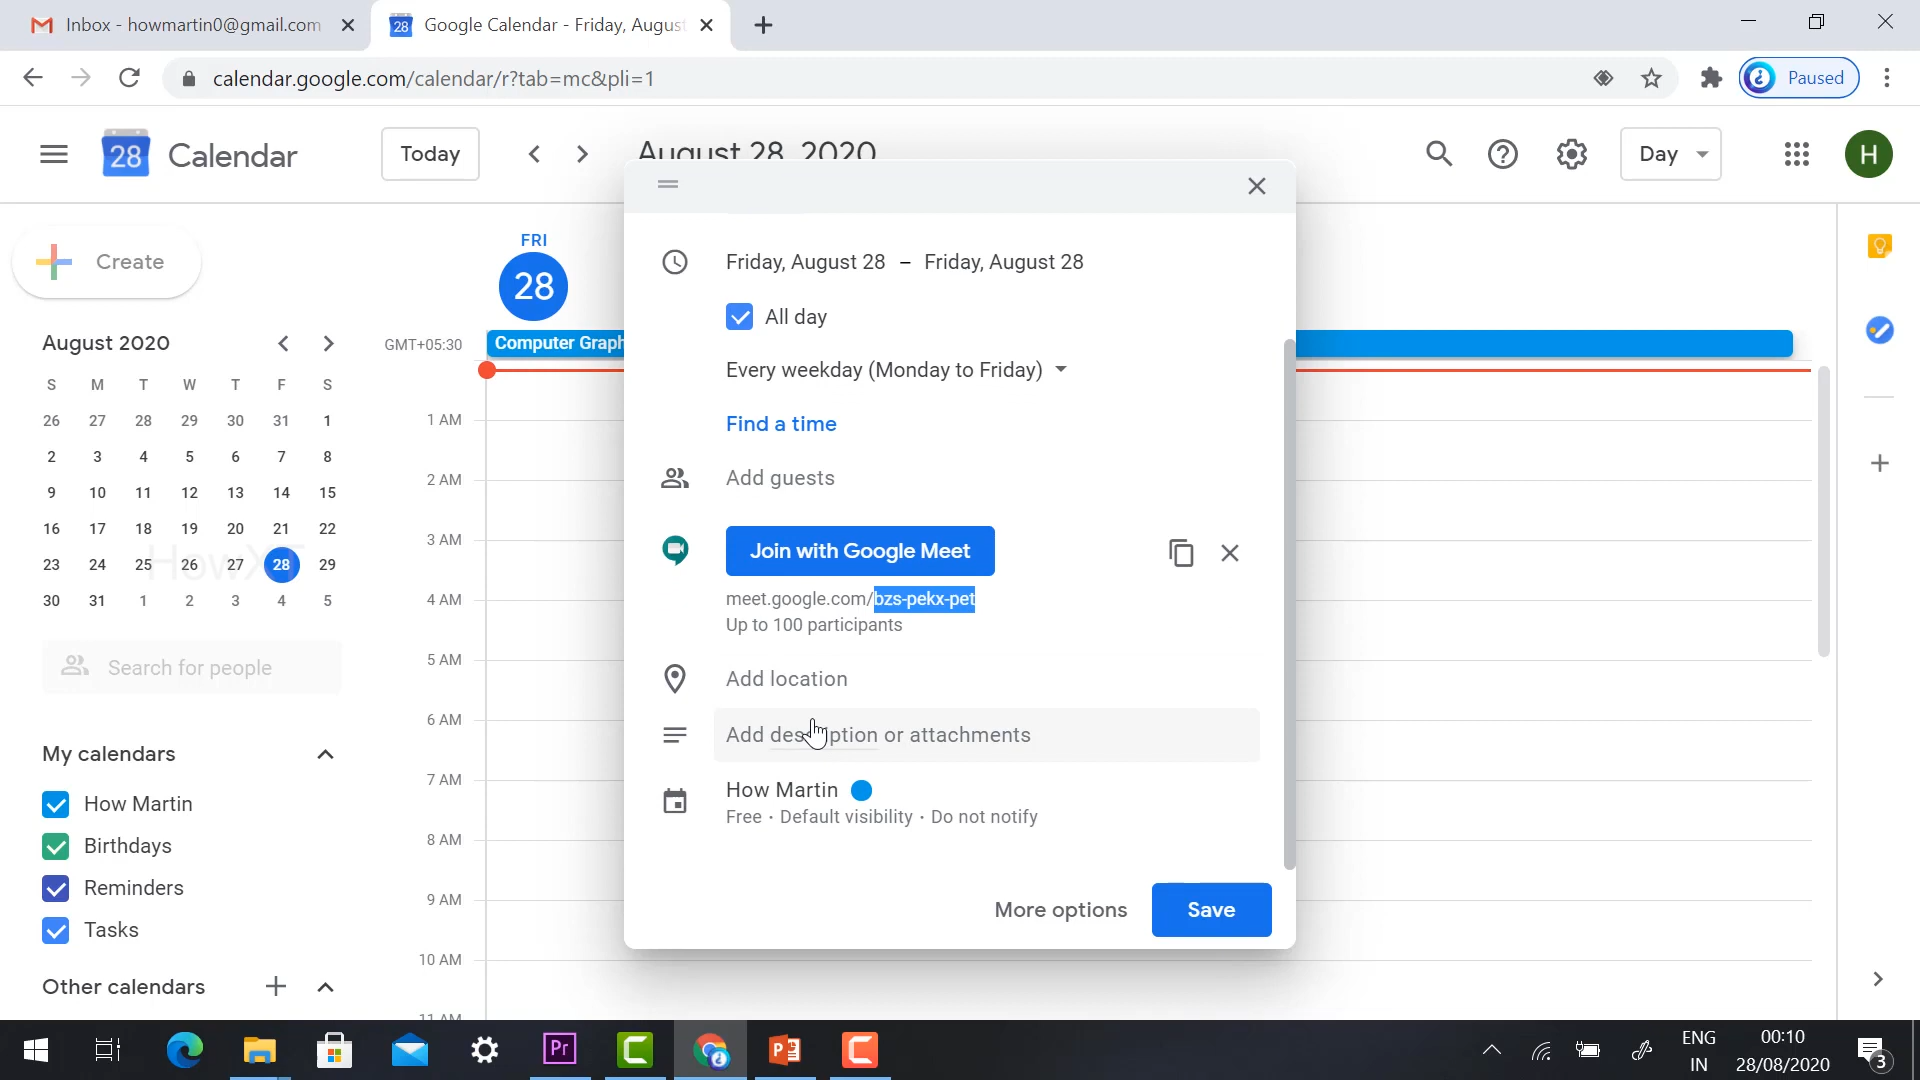 Inbox - howmartin0@gmail.com
Google Calendar - Friday, August
calendar.google.com/calendar/r?tab=mc&pli=1
Paused
28 Calendar
Today
August 28, 2020
Day
H
Create
FRI
28
Friday, August 28 – Friday, August 28
All day
August 2020
GMT+05:30
Computer Graph
S M T W T F S
26 27 28 29 30 31 1
2 3 4 5 6 7 8
9 10 11 12 13 14 15
16 17 18 19 20 21 22
23 24 25 26 27 28 29
30 31 1 2 3 4 5
Every weekday (Monday to Friday)
Find a time
Add guests
Join with Google Meet
meet.google.com/bzs-pekx-pet
Up to 100 participants
Add location
Add description or attachments
How Martin
Free · Default visibility · Do not notify
More options
Save
1 AM
2 AM
3 AM
4 AM
5 AM
6 AM
7 AM
8 AM
9 AM
10 AM
11 AM
Search for people
My calendars
How Martin
Birthdays
Reminders
Tasks
Other calendars
Pr
ENG
IN
00:10
28/08/2020
3